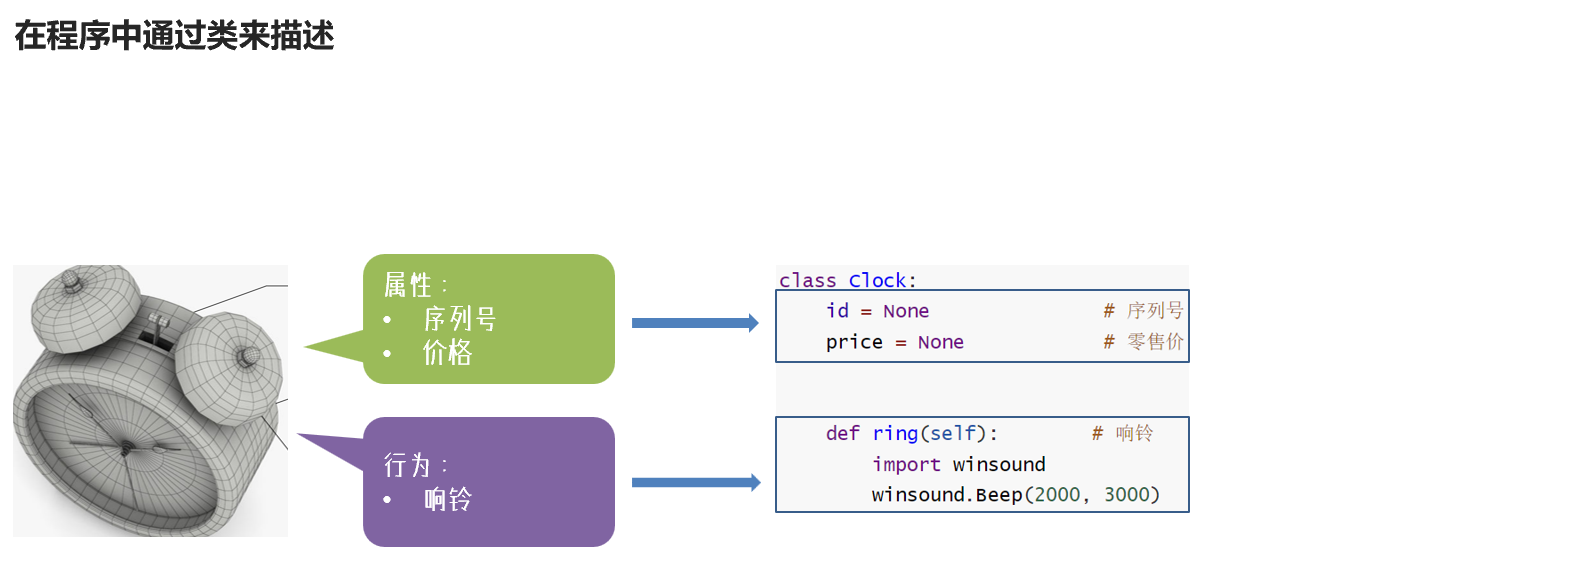 在程序中通过类来描述
属性：
• 序列号
• 价格
行为：
• 响铃
class Clock:
    id = None               # 序列号
    price = None            # 零售价
    def ring(self):        # 响铃
        import winsound
        winsound.Beep(2000, 3000)